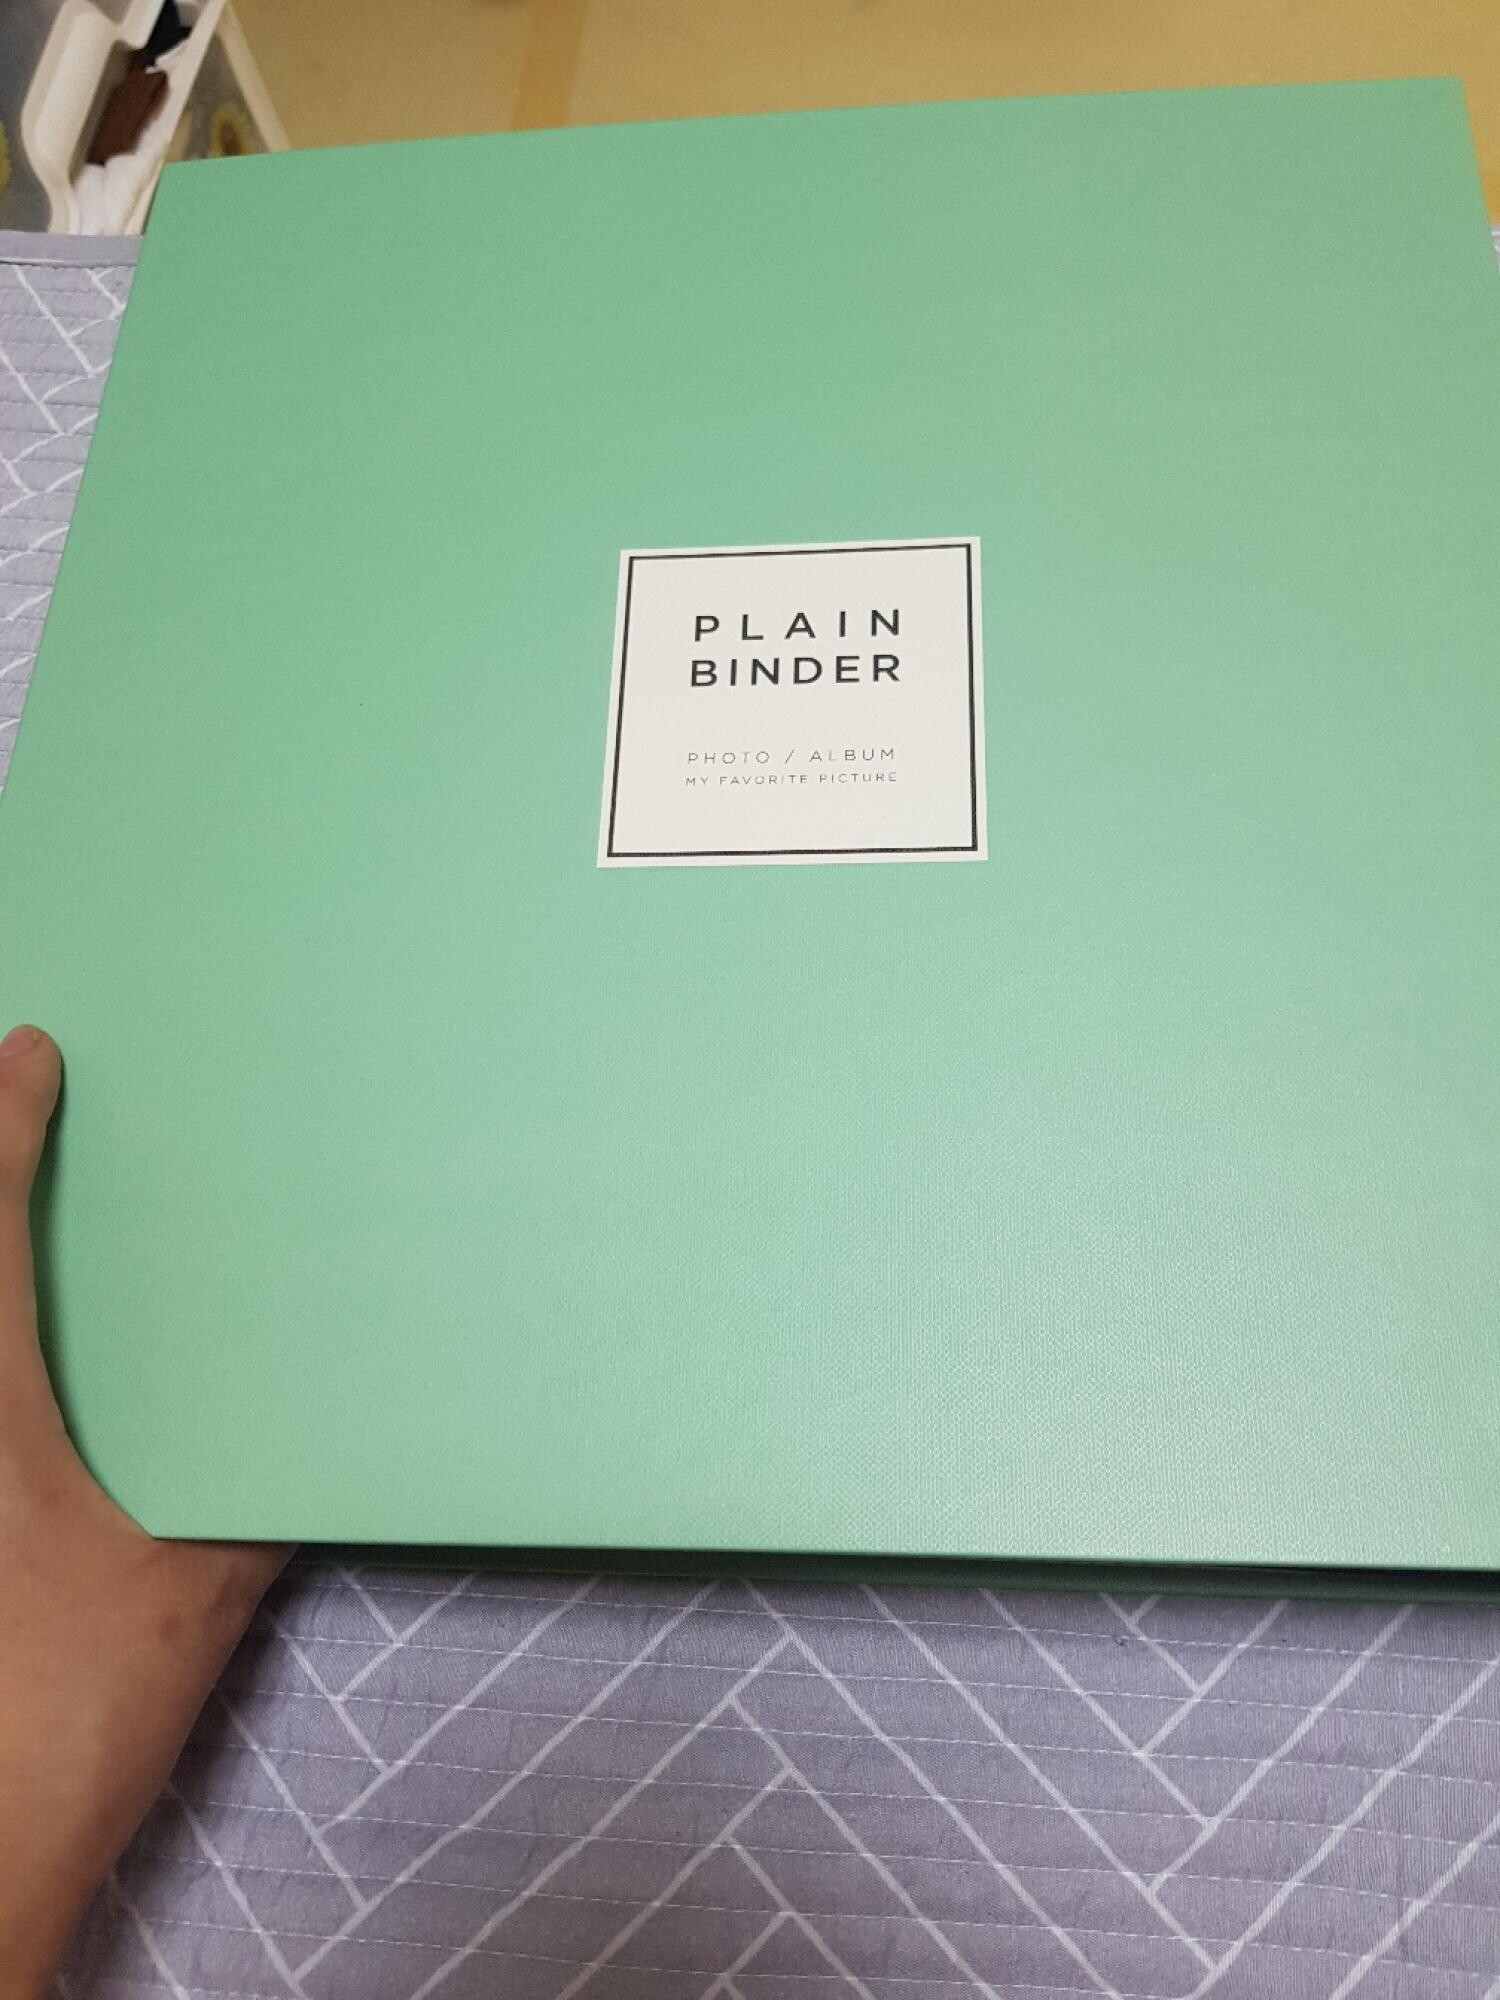 PLAIN
BINDER
PHOTO / ALBUM
MY FAVORITE PICTURE